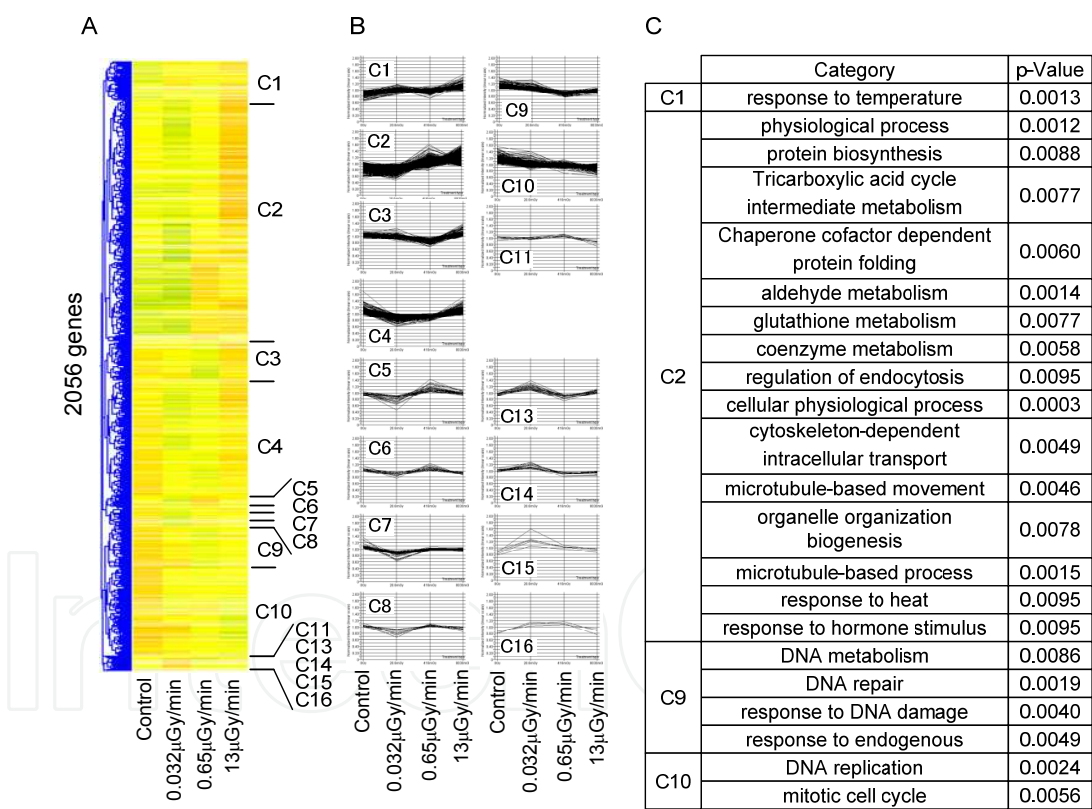 A
B
C
2056 genes
C1
C2
C3
C4
C5
C6
C7
C8
C9
C10
C11
C13
C14
C15
C16
Control
0.032µGy/min
0.65µGy/min
13µGy/min
C1
C2
C3
C4
C5
C6
C7
C8
Control
0.032µGy/min
0.65µGy/min
13µGy/min
C9
C10
C11
C13
C14
C15
C16
Control
0.032µGy/min
0.65µGy/min
13µGy/min
Category p-Value
C1 response to temperature 0.0013
C2
physiological process 0.0012
protein biosynthesis 0.0088
Tricarboxylic acid cycle
intermediate metabolism 0.0077
Chaperone cofactor dependent
protein folding 0.0060
aldehyde metabolism 0.0014
glutathione metabolism 0.0077
coenzyme metabolism 0.0058
regulation of endocytosis 0.0095
cellular physiological process 0.0003
cytoskeleton-dependent
intracellular transport 0.0049
microtubule-based movement 0.0046
organelle organization
biogenesis 0.0078
microtubule-based process 0.0015
response to heat 0.0095
response to hormone stimulus 0.0095
C9
DNA metabolism 0.0086
DNA repair 0.0019
response to DNA damage 0.0040
response to endogenous 0.0049
C10
DNA replication 0.0024
mitotic cell cycle 0.0056